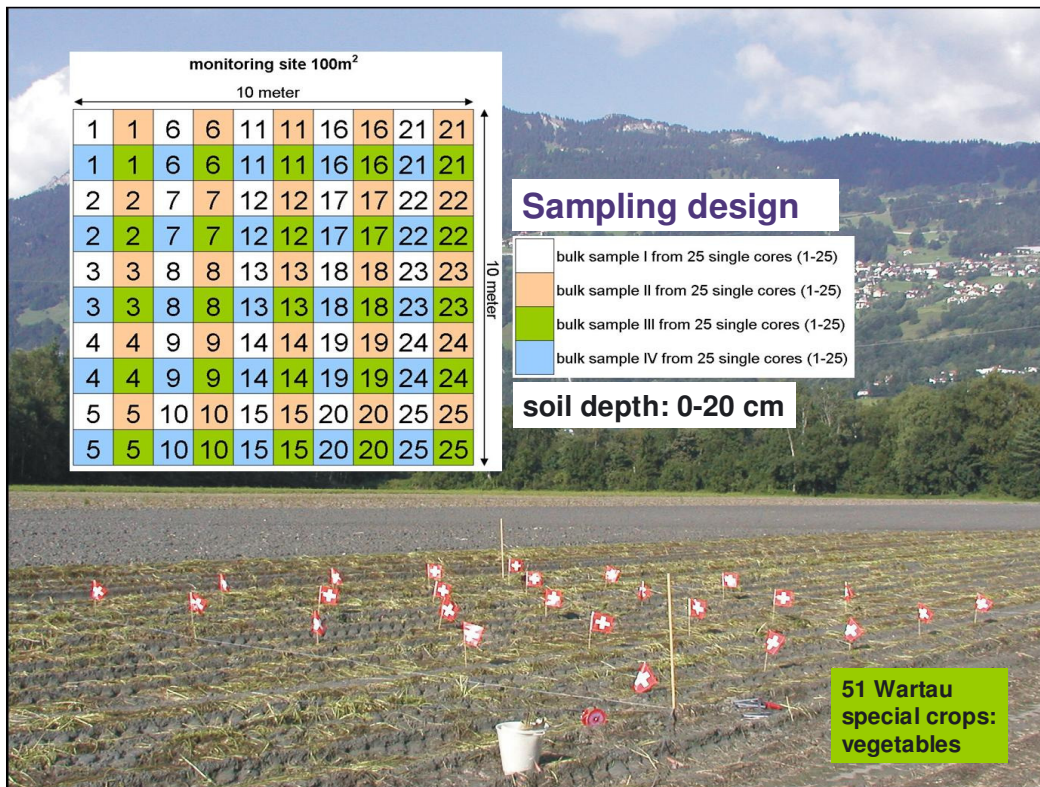 monitoring site 100m²
10 meter
1 1 6 6 11 11 16 16 21 21
1 1 6 6 11 11 16 16 21 21
2 2 7 7 12 12 17 17 22 22
2 2 7 7 12 12 17 17 22 22
3 3 8 8 13 13 18 18 23 23
3 3 8 8 13 13 18 18 23 23
4 4 9 9 14 14 19 19 24 24
4 4 9 9 14 14 19 19 24 24
5 5 10 10 15 15 20 20 25 25
5 5 10 10 15 15 20 20 25 25
10 meter
Sampling design
bulk sample I from 25 single cores (1-25)
bulk sample II from 25 single cores (1-25)
bulk sample III from 25 single cores (1-25)
bulk sample IV from 25 single cores (1-25)
soil depth: 0-20 cm
51 Wartau
special crops:
vegetables